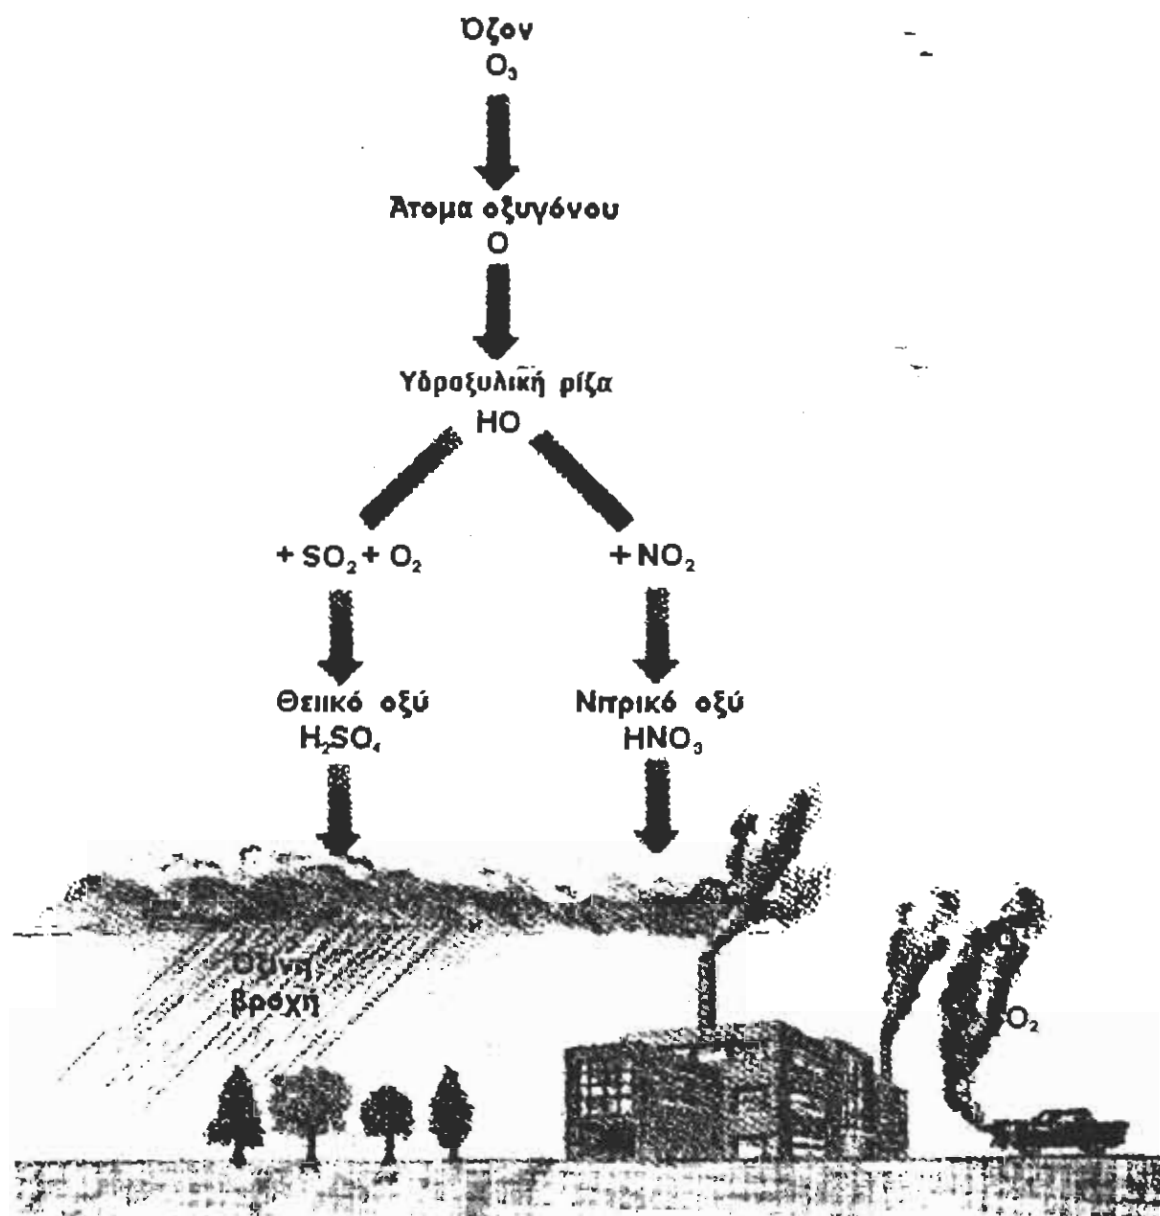 Όζον
O₃
Άτομα οξυγόνου
O
Υδροξυλική ρίζα
HO
+ SO₂ + O₂
+ NO₂
Θειικό οξύ
H₂SO₄
Νιτρικό οξύ
HNO₃
Όξινη
βροχή
O₂